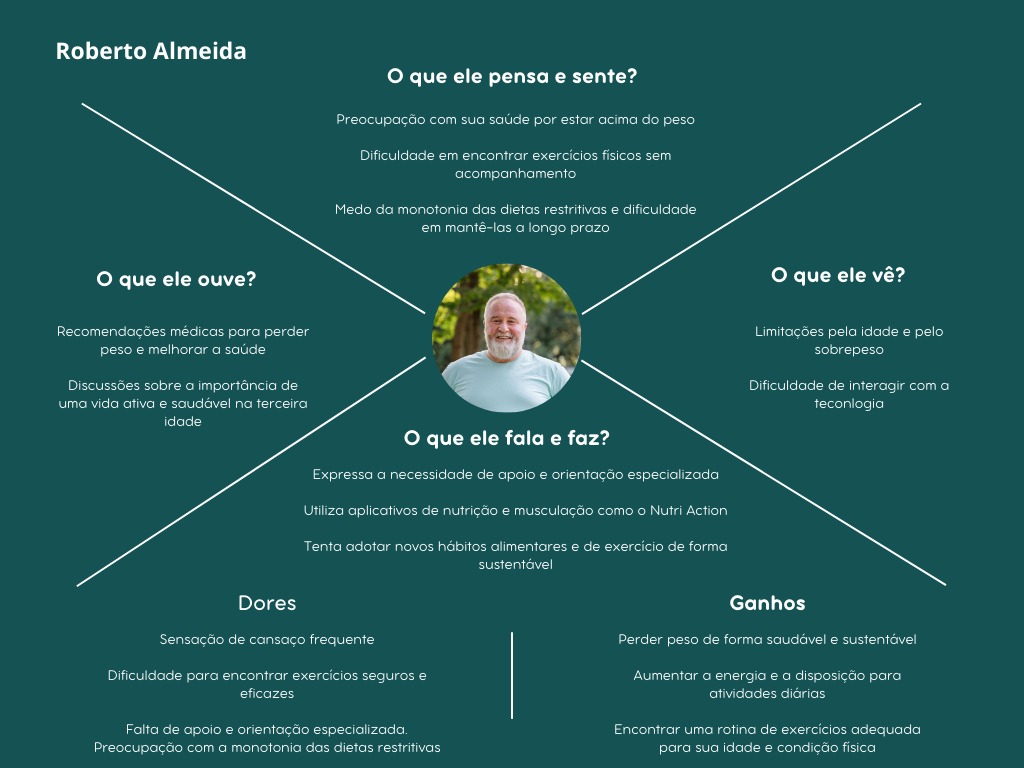 Roberto Almeida
O que ele pensa e sente?
Preocupação com sua saúde por estar acima do peso
Dificuldade em encontrar exercícios físicos sem
acompanhamento
Medo da monotonia das dietas restritivas e dificuldade
em mantê-las a longo prazo
O que ele ouve?
Recomendações médicas para perder
peso e melhorar a saúde
Discussões sobre a importância de
uma vida ativa e saudável na terceira
idade
O que ele vê?
Limitações pela idade e pelo
sobrepeso
Dificuldade de interagir com a
teconlogia
O que ele fala e faz?
Expressa a necessidade de apoio e orientação especializada
Utiliza aplicativos de nutrição e musculação como o Nutri Action
Tenta adotar novos hábitos alimentares e de exercício de forma
sustentável
Dores
Sensação de cansaço frequente
Dificuldade para encontrar exercícios seguros e
eficazes
Falta de apoio e orientação especializada.
Preocupação com a monotonia das dietas restritivas
Ganhos
Perder peso de forma saudável e sustentável
Aumentar a energia e a disposição para
atividades diárias
Encontrar uma rotina de exercícios adequada
para sua idade e condição física